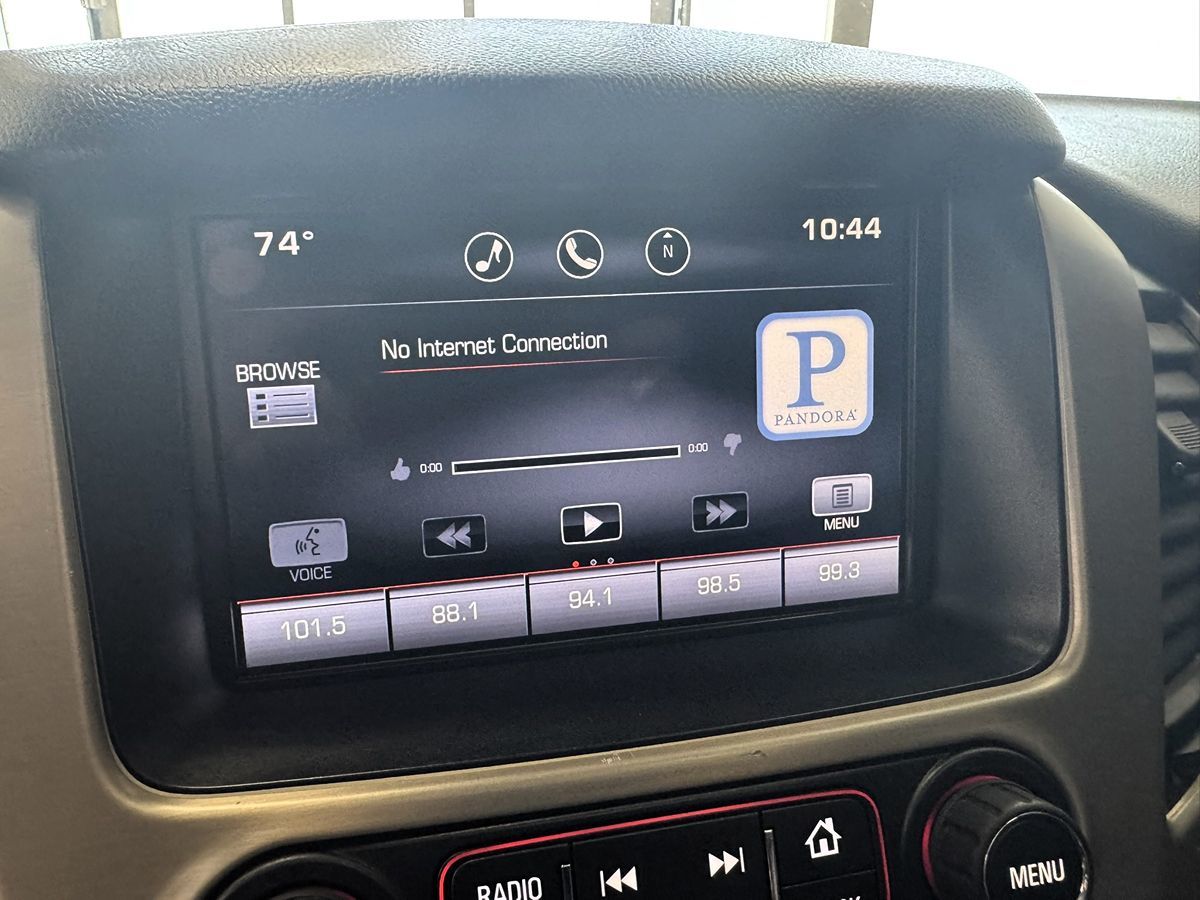 74°
N
10:44
No Internet Connection
BROWSE
P
PANDORA®
0:00
0:00
MENU
VOICE
101.5
88.1
94.1
98.5
99.3
RADIO
MENU